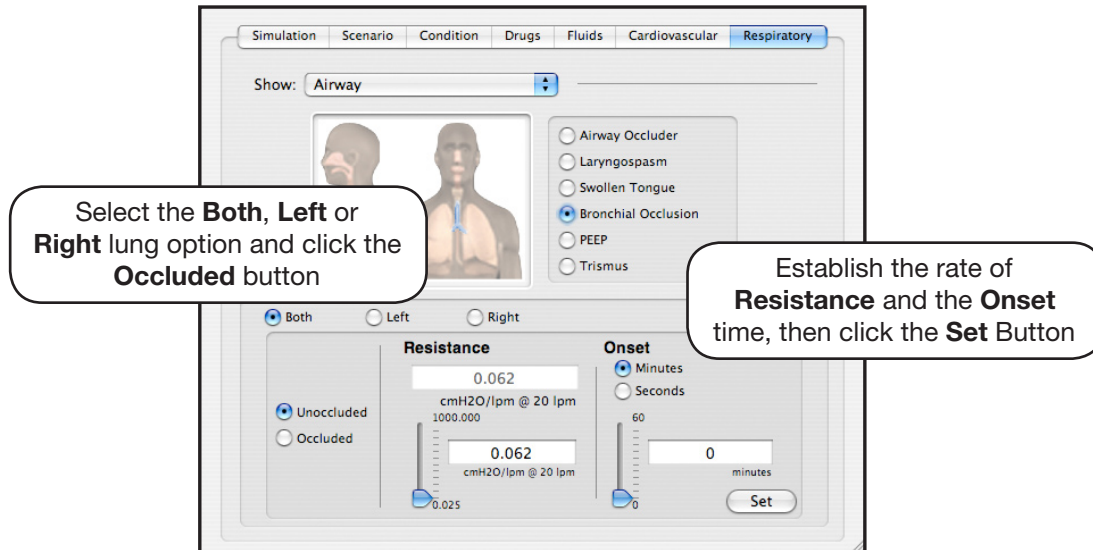 Simulation Scenario Condition Drugs Fluids Cardiovascular Respiratory
Show: Airway
Airway Occluder
Laryngospasm
Swollen Tongue
Bronchial Occlusion
PEEP
Trismus
Select the Both, Left or
Right lung option and click the
Occluded button
Establish the rate of
Resistance and the Onset
time, then click the Set Button
Both Left Right
Resistance
0.062
cmH2O/lpm @ 20 lpm
1000.000
0.062
cmH2O/lpm @ 20 lpm
0.025
Unoccluded
Occluded
Onset
Minutes
Seconds
60
0
minutes
0
Set